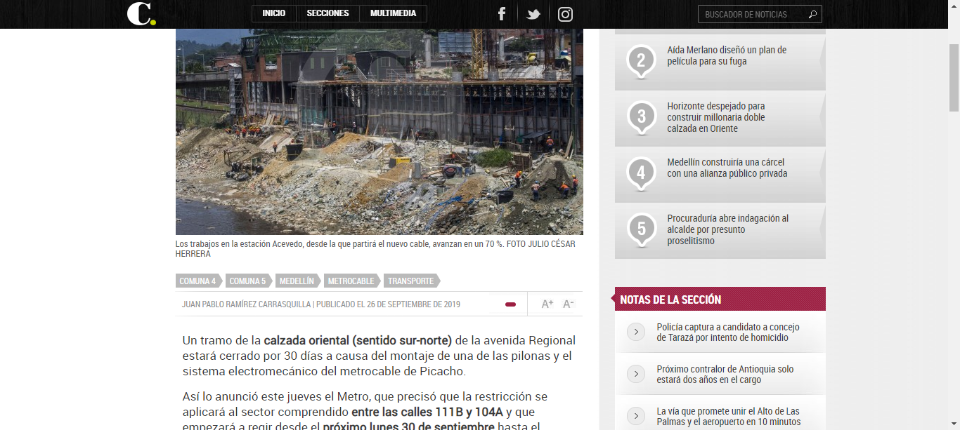 C.
INICIO
SECCIONES
MULTIMEDIA
BUSCADOR DE NOTICIAS
Los trabajos en la estación Acevedo, desde la que partirá el nuevo cable, avanzan en un 70 %. FOTO JULIO CÉSAR
HERRERA
COMUNA 4
COMUNA 5
MEDELLÍN
METROCABLE
TRANSPORTE
JUAN PABLO RAMÍREZ CARRASQUILLA | PUBLICADO EL 26 DE SEPTIEMBRE DE 2019
A+
A-
Un tramo de la calzada oriental (sentido sur-norte) de la avenida Regional
estará cerrado por 30 días a causa del montaje de una de las pilonas y el
sistema electromecánico del metrocable de Picacho.
Así lo anunció este jueves el Metro, que precisó que la restricción se
aplicará al sector comprendido entre las calles 111B y 104A y que
empezará a regir desde el próximo lunes 30 de septiembre hasta el
2
Aída Merlano diseñó un plan de
película para su fuga
3
Horizonte despejado para
construir millonaria doble
calzada en Oriente
4
Medellín construiría una cárcel
con una alianza público privada
5
Procuraduría abre indagación al
alcalde por presunto
proselitismo
NOTAS DE LA SECCIÓN
Policía captura a candidato a concejo
de Tarazá por intento de homicidio
Próximo contralor de Antioquia solo
estará dos años en el cargo
La vía que promete unir el Alto de Las
Palmas y el aeropuerto en 10 minutos